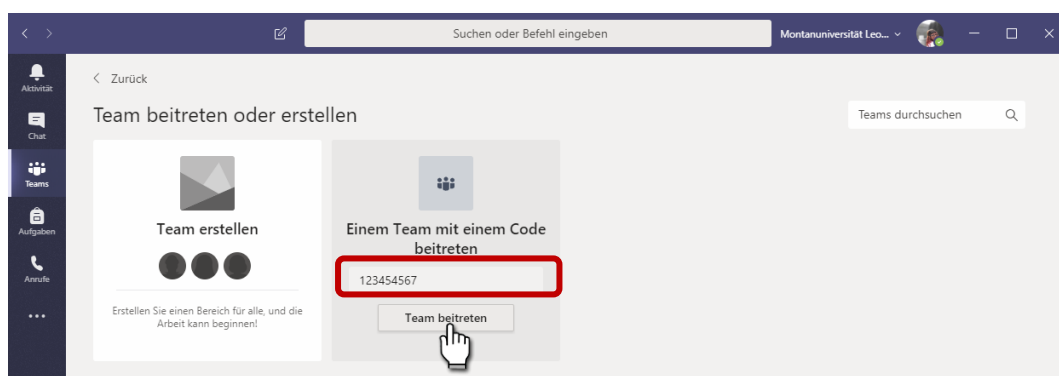 Suchen oder Befehl eingeben
Montanuniversität Leo...
Aktivität
Chat
Teams
Aufgaben
Anrufe
Zurück
Team beitreten oder erstellen
Teams durchsuchen
Team erstellen
Erstellen Sie einen Bereich für alle, und die
Arbeit kann beginnen!
Einem Team mit einem Code
beitreten
123454567
Team beitreten